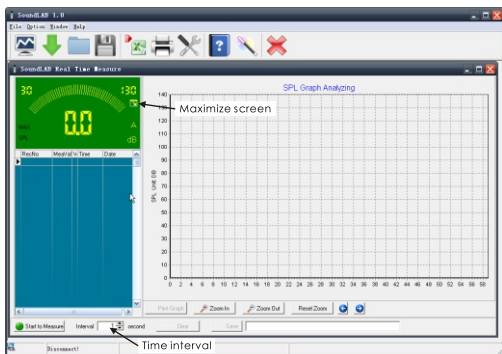 SoundLAB 1.0
File Option Window Help
SoundLAB Real Time Measure
30
130
0.0
MAX
SPL
A
dB
Maximize screen
RecNo MeaVal Time Date
SPL Graph Analyzing
SPL Unit DB
140
130
120
110
100
90
80
70
60
50
40
30
20
10
0
0 2 4 6 8 10 12 14 16 18 20 22 24 26 28 30 32 34 36 38 40 42 44 46 48 50 52 54 56 58
Print Graph Zoom In Zoom Out Reset Zoom
Start to Measure Interval 1 second Clear Save
Time interval
Disconnect!